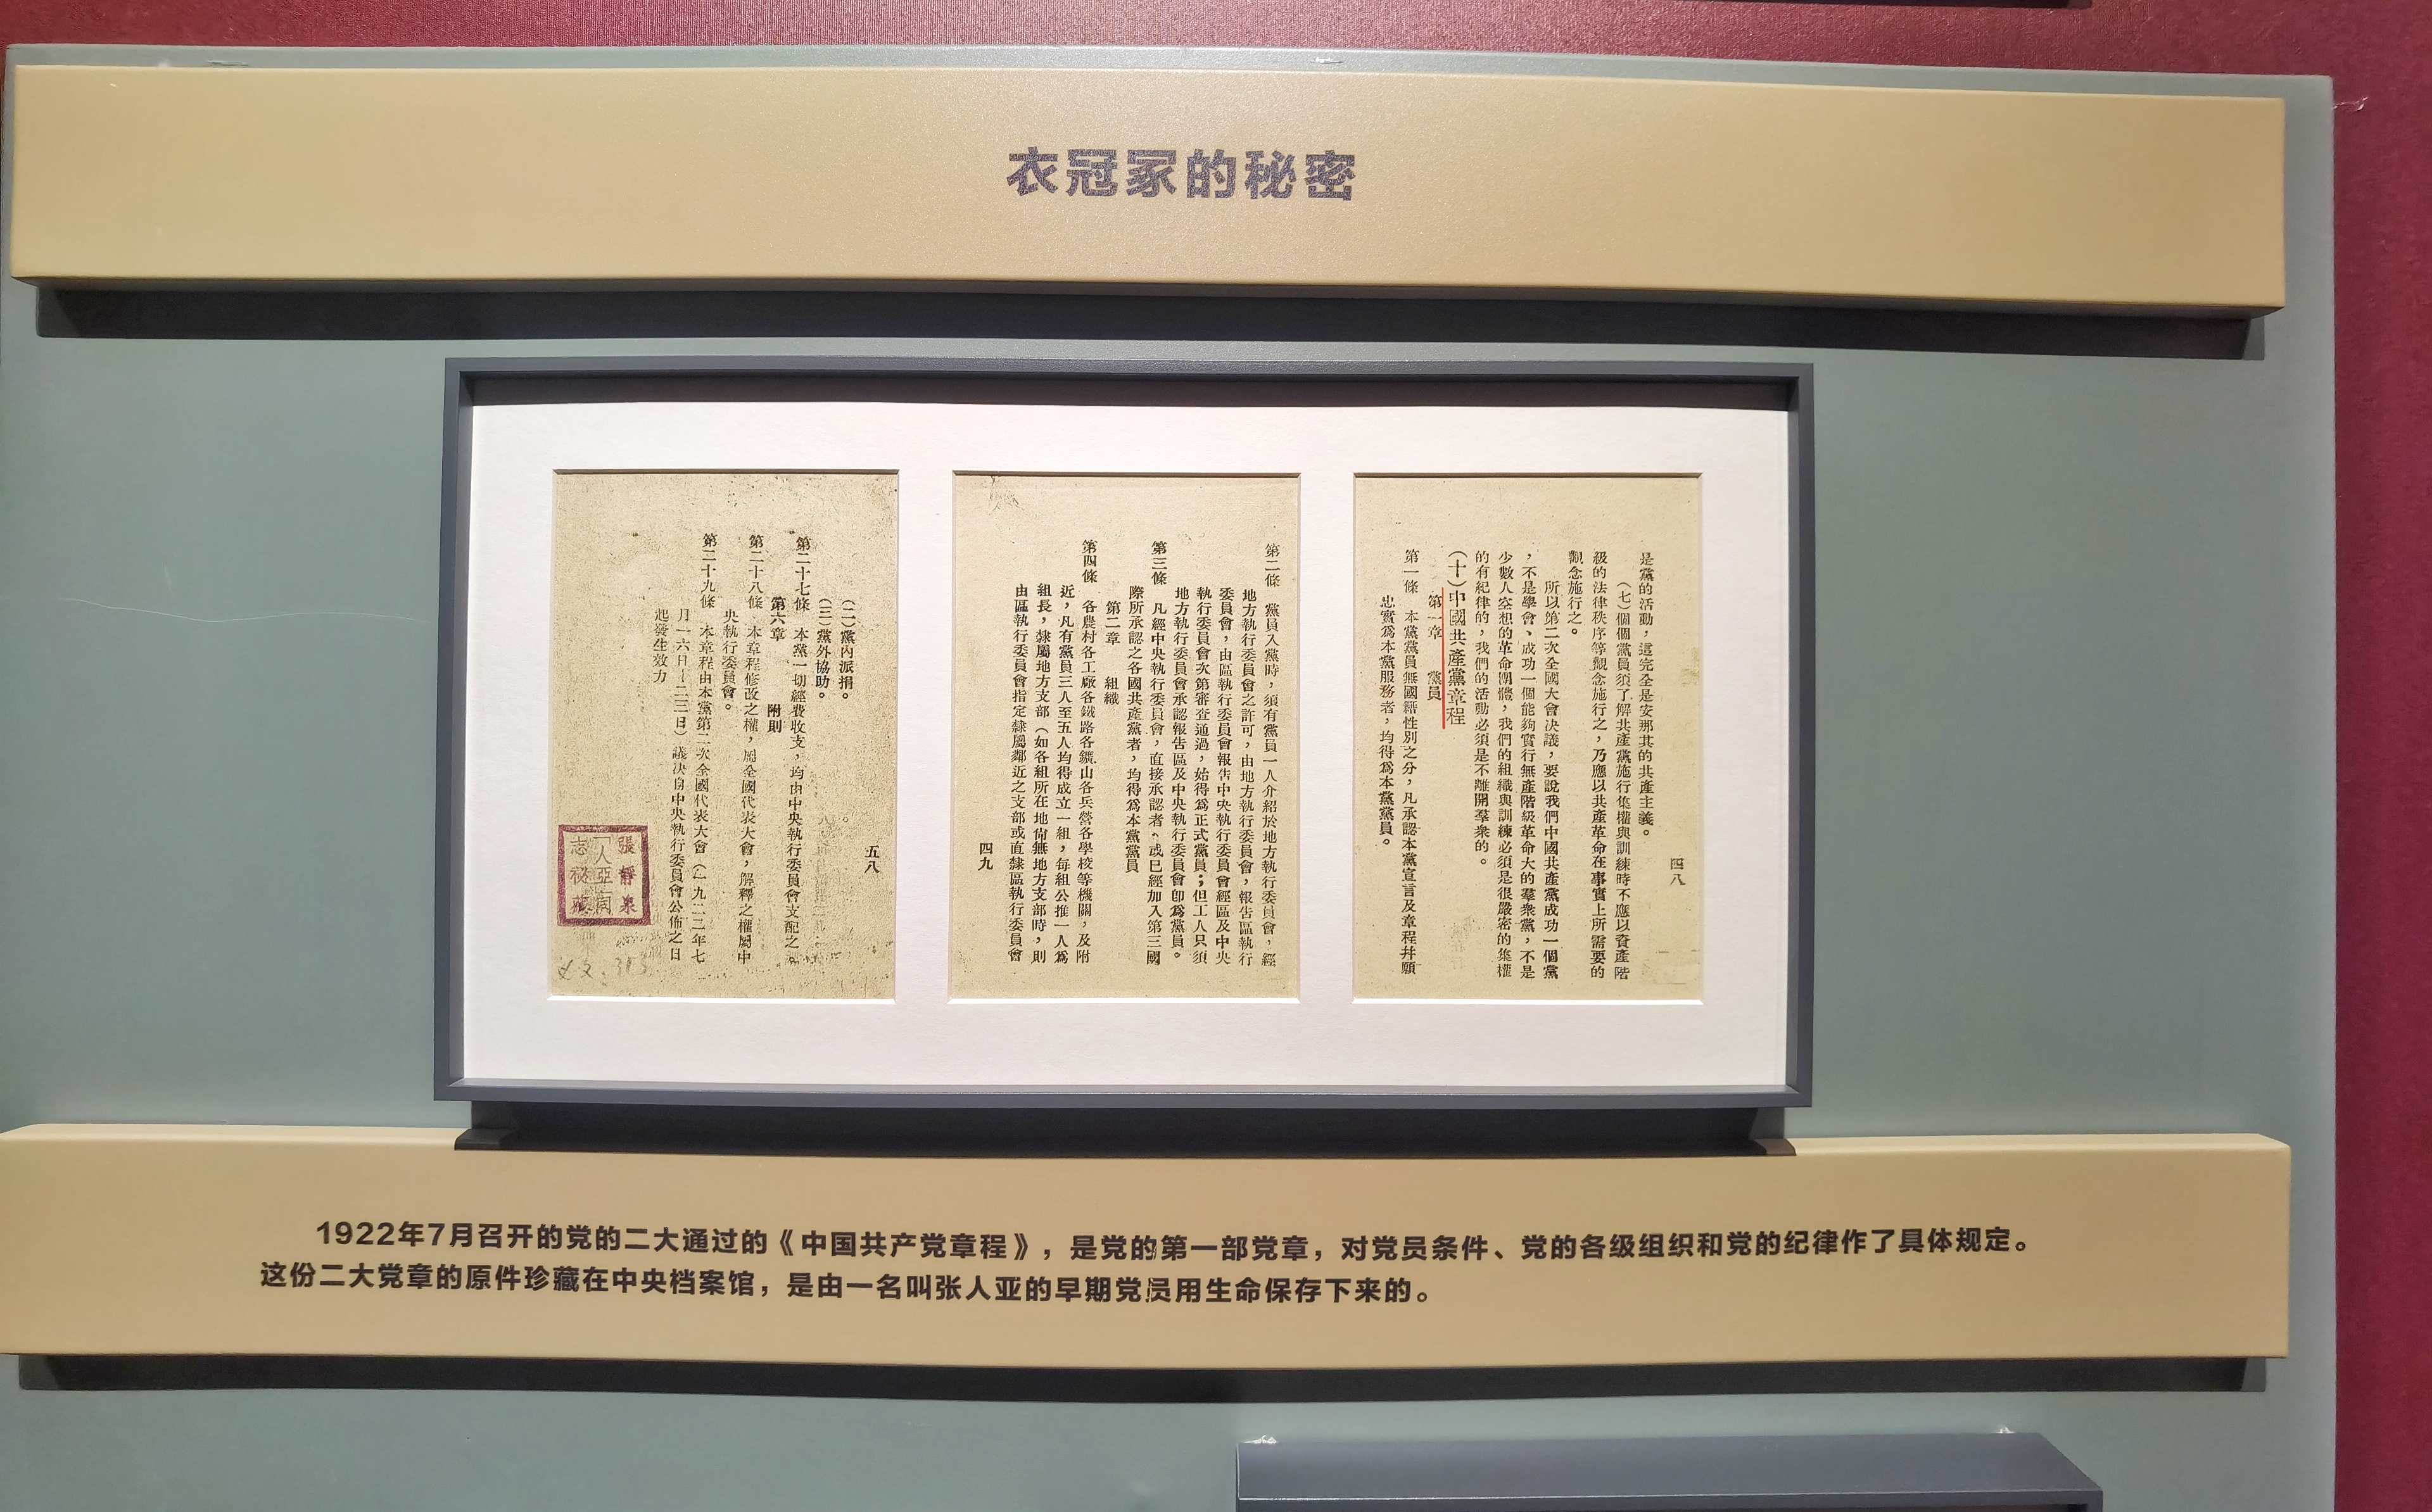 衣冠冢的秘密
四八
是黨的活動，這完全是安那其的共產主義。
（七）個個黨員須了解共產黨施行集權與訓練時不應以資產階
級的法律秩序等觀念施行之，乃應以共產革命在事實上所需要的
觀念施行之。
所以第二次全國大會決議，要說我們中國共產黨成功一個黨
，不是學會、成功一個能夠實行無產階級革命大的羣衆黨，不是
少數人空想的革命團體，我們的組織與訓練必須是很嚴密的集權
的有紀律的，我們的活動必須是不離開羣衆的。
（十）中國共產黨章程
第一章 黨員
第一條 本黨黨員無國籍性別之分，凡承認本黨宣言及章程幷願
忠實爲本黨服務者，均得爲本黨黨員。
第二條 黨員入黨時，須有黨員一人介紹於地方執行委員會，經
地方執行委員會之許可，由地方執行委員會，報告區執行
委員會，由區執行委員會報告中央執行委員會經區及中央
執行委員會次第審查通過，始得爲正式黨員；但工人只須
地方執行委員會承認報告區及中央執行委員會卽爲黨員。
第三條 凡經中央執行委員會，直接承認者、或已經加入第三國
際所承認之各國共產黨者，均得爲本黨黨員
第二章 組織
第四條 各農村各工廠各鐵路各鑛山各兵營各學校等機關，及附
近，凡有黨員三人至五人均得成立一組，每組公推一人爲
組長，隸屬地方支部（如各組所在地尙無地方支部時，則
由區執行委員會指定隸屬鄰近之支部或直隸區執行委員會
四九
五八
（二）黨內派捐。
（三）黨外協助。
第二十七條 本黨一切經費收支，均由中央執行委員會支配之。
第六章 附則
第二十八條 本章程修改之權，屬全國代表大會，解釋之權屬中
央執行委員會。
第二十九條 本章程由本黨第二次全國代表大會（一九二二年七
月一六日—二三日）議決自中央執行委員會公佈之日
起發生效力
張靜泉
人亞同
志秘藏
1922年7月召开的党的二大通过的《中国共产党章程》，是党的第一部党章，对党员条件、党的各级组织和党的纪律作了具体规定。
这份二大党章的原件珍藏在中央档案馆，是由一名叫张人亚的早期党员用生命保存下来的。